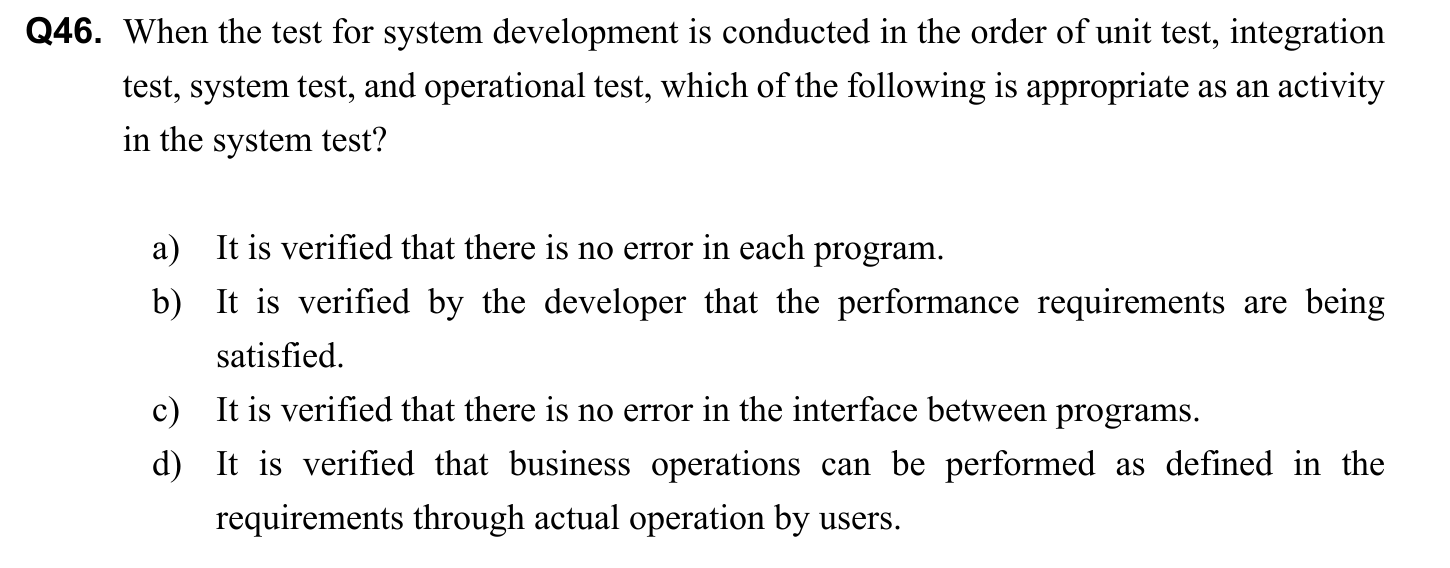 Q46. When the test for system development is conducted in the order of unit test, integration
test, system test, and operational test, which of the following is appropriate as an activity
in the system test?
a) It is verified that there is no error in each program.
b) It is verified by the developer that the performance requirements are being
satisfied.
c) It is verified that there is no error in the interface between programs.
d) It is verified that business operations can be performed as defined in the
requirements through actual operation by users.